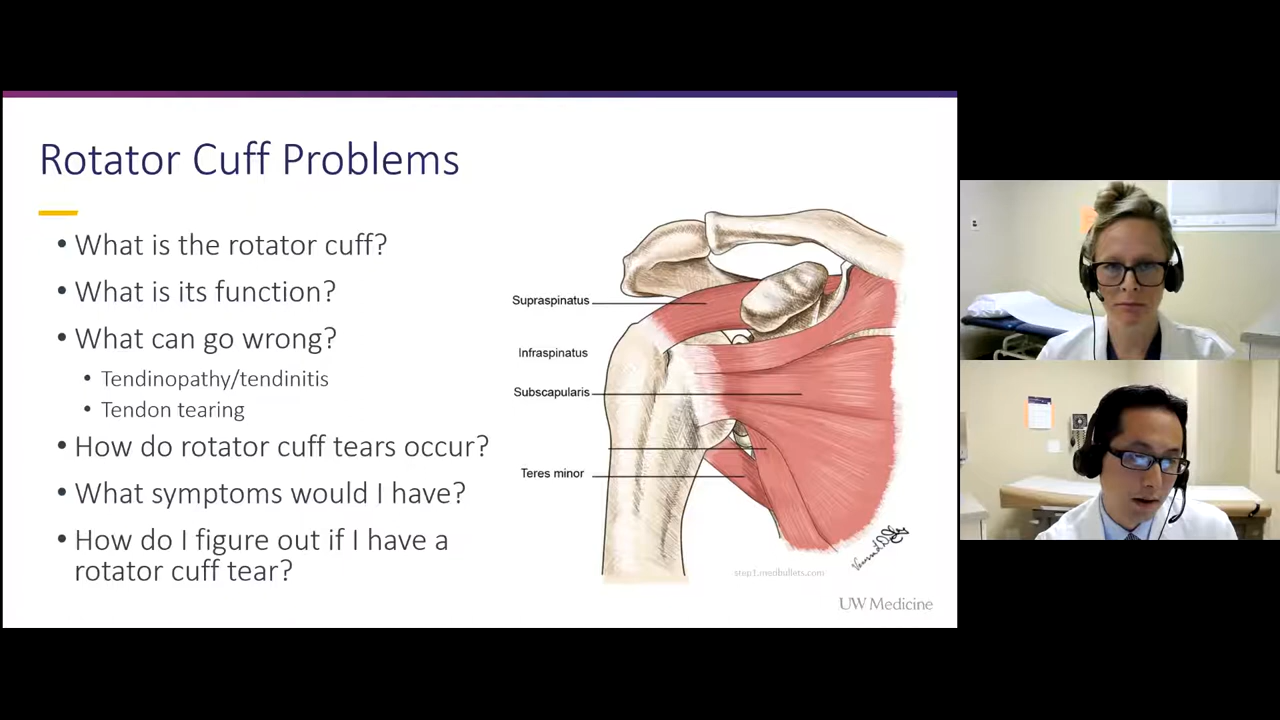 Rotator Cuff Problems
• What is the rotator cuff?
• What is its function?
• What can go wrong?
• Tendinopathy/tendinitis
• Tendon tearing
• How do rotator cuff tears occur?
• What symptoms would I have?
• How do I figure out if I have a
rotator cuff tear?
Supraspinatus
Infraspinatus
Subscapularis
Teres minor
step1.medbullets.com
UW Medicine